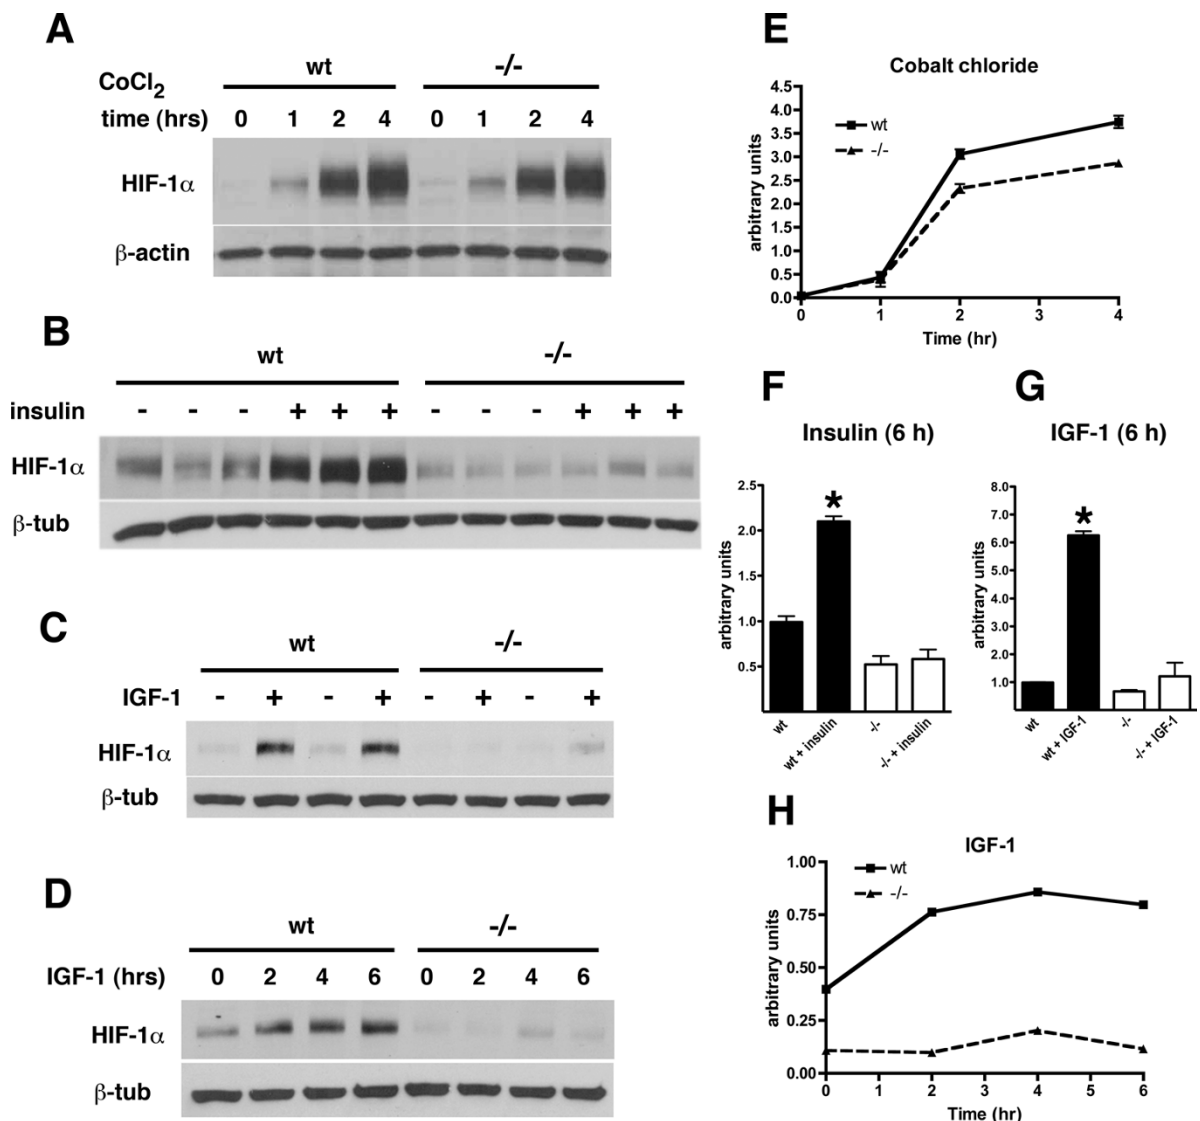 A
wt -/-
CoCl2
time (hrs) 0 1 2 4 0 1 2 4
HIF-1α
β-actin
B
wt -/-
insulin - - - + + + - - - + + +
HIF-1α
β-tub
C
wt -/-
IGF-1 - + - + - + - +
HIF-1α
β-tub
D
wt -/-
IGF-1 (hrs) 0 2 4 6 0 2 4 6
HIF-1α
β-tub
E
Cobalt chloride
4.5
4.0
3.5
3.0
2.5
2.0
1.5
1.0
0.5
0.0
arbitrary units
wt
-/-
0 1 2 3 4
Time (hr)
F
Insulin (6 h)
2.5
2.0
1.5
1.0
0.5
arbitrary units
*
wt
wt + insulin
-/-
-/- + insulin
G
IGF-1 (6 h)
8.0
7.0
6.0
5.0
4.0
3.0
2.0
1.0
arbitrary units
*
wt
wt + IGF-1
-/-
-/- + IGF-1
H
IGF-1
1.00
0.75
0.50
0.25
0.00
arbitrary units
wt
-/-
0 1 2 3 4 5 6
Time (hr)